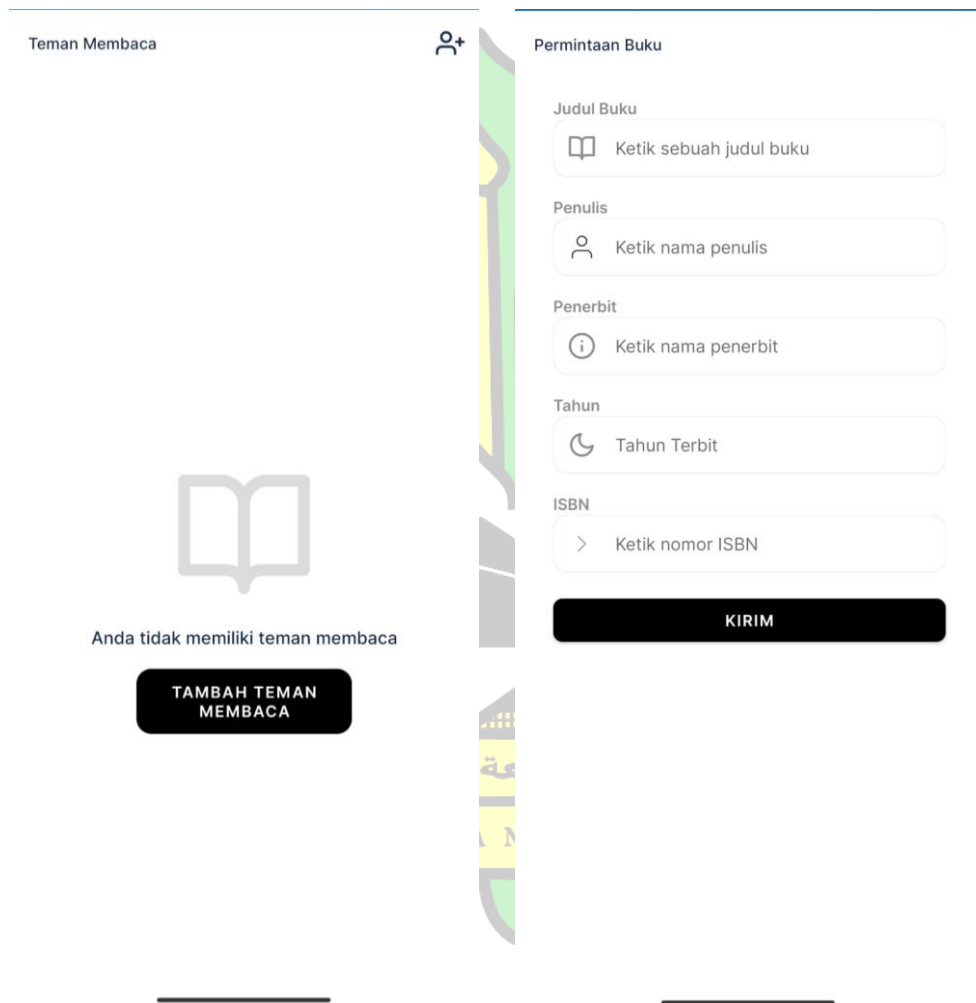 Teman Membaca
Anda tidak memiliki teman membaca
TAMBAH TEMAN
MEMBACA
Permintaan Buku
Judul Buku
Ketik sebuah judul buku
Penulis
Ketik nama penulis
Penerbit
Ketik nama penerbit
Tahun
Tahun Terbit
ISBN
Ketik nomor ISBN
KIRIM